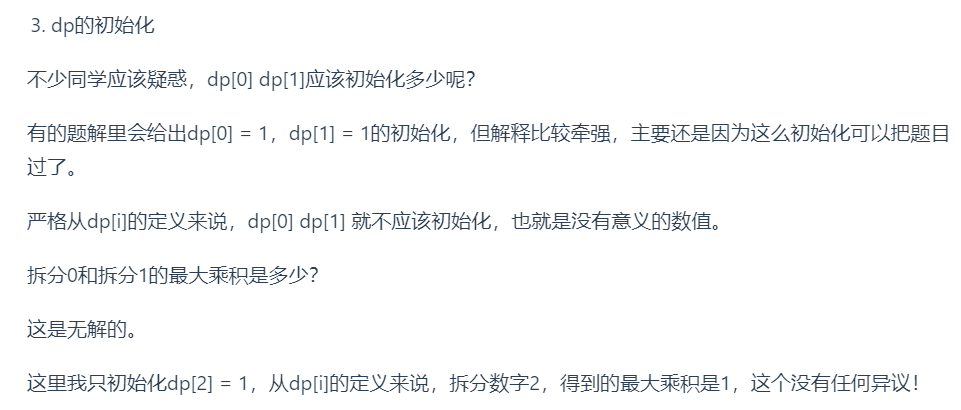 3. dp的初始化
不少同学应该疑惑，dp[0] dp[1]应该初始化多少呢？
有的题解里会给出dp[0] = 1，dp[1] = 1的初始化，但解释比较牵强，主要还是因为这么初始化可以把题目
过了。
严格从dp[i]的定义来说，dp[0] dp[1] 就不应该初始化，也就是没有意义的数值。
拆分0和拆分1的最大乘积是多少？
这是无解的。
这里我只初始化dp[2] = 1，从dp[i]的定义来说，拆分数字2，得到的最大乘积是1，这个没有任何异议！